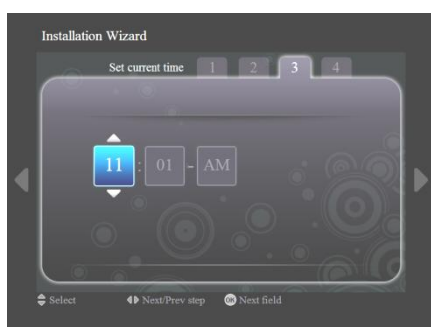 Installation Wizard
Set current time 1 2 3 4
11 : 01 - AM
Select Next/Prev step OK Next field